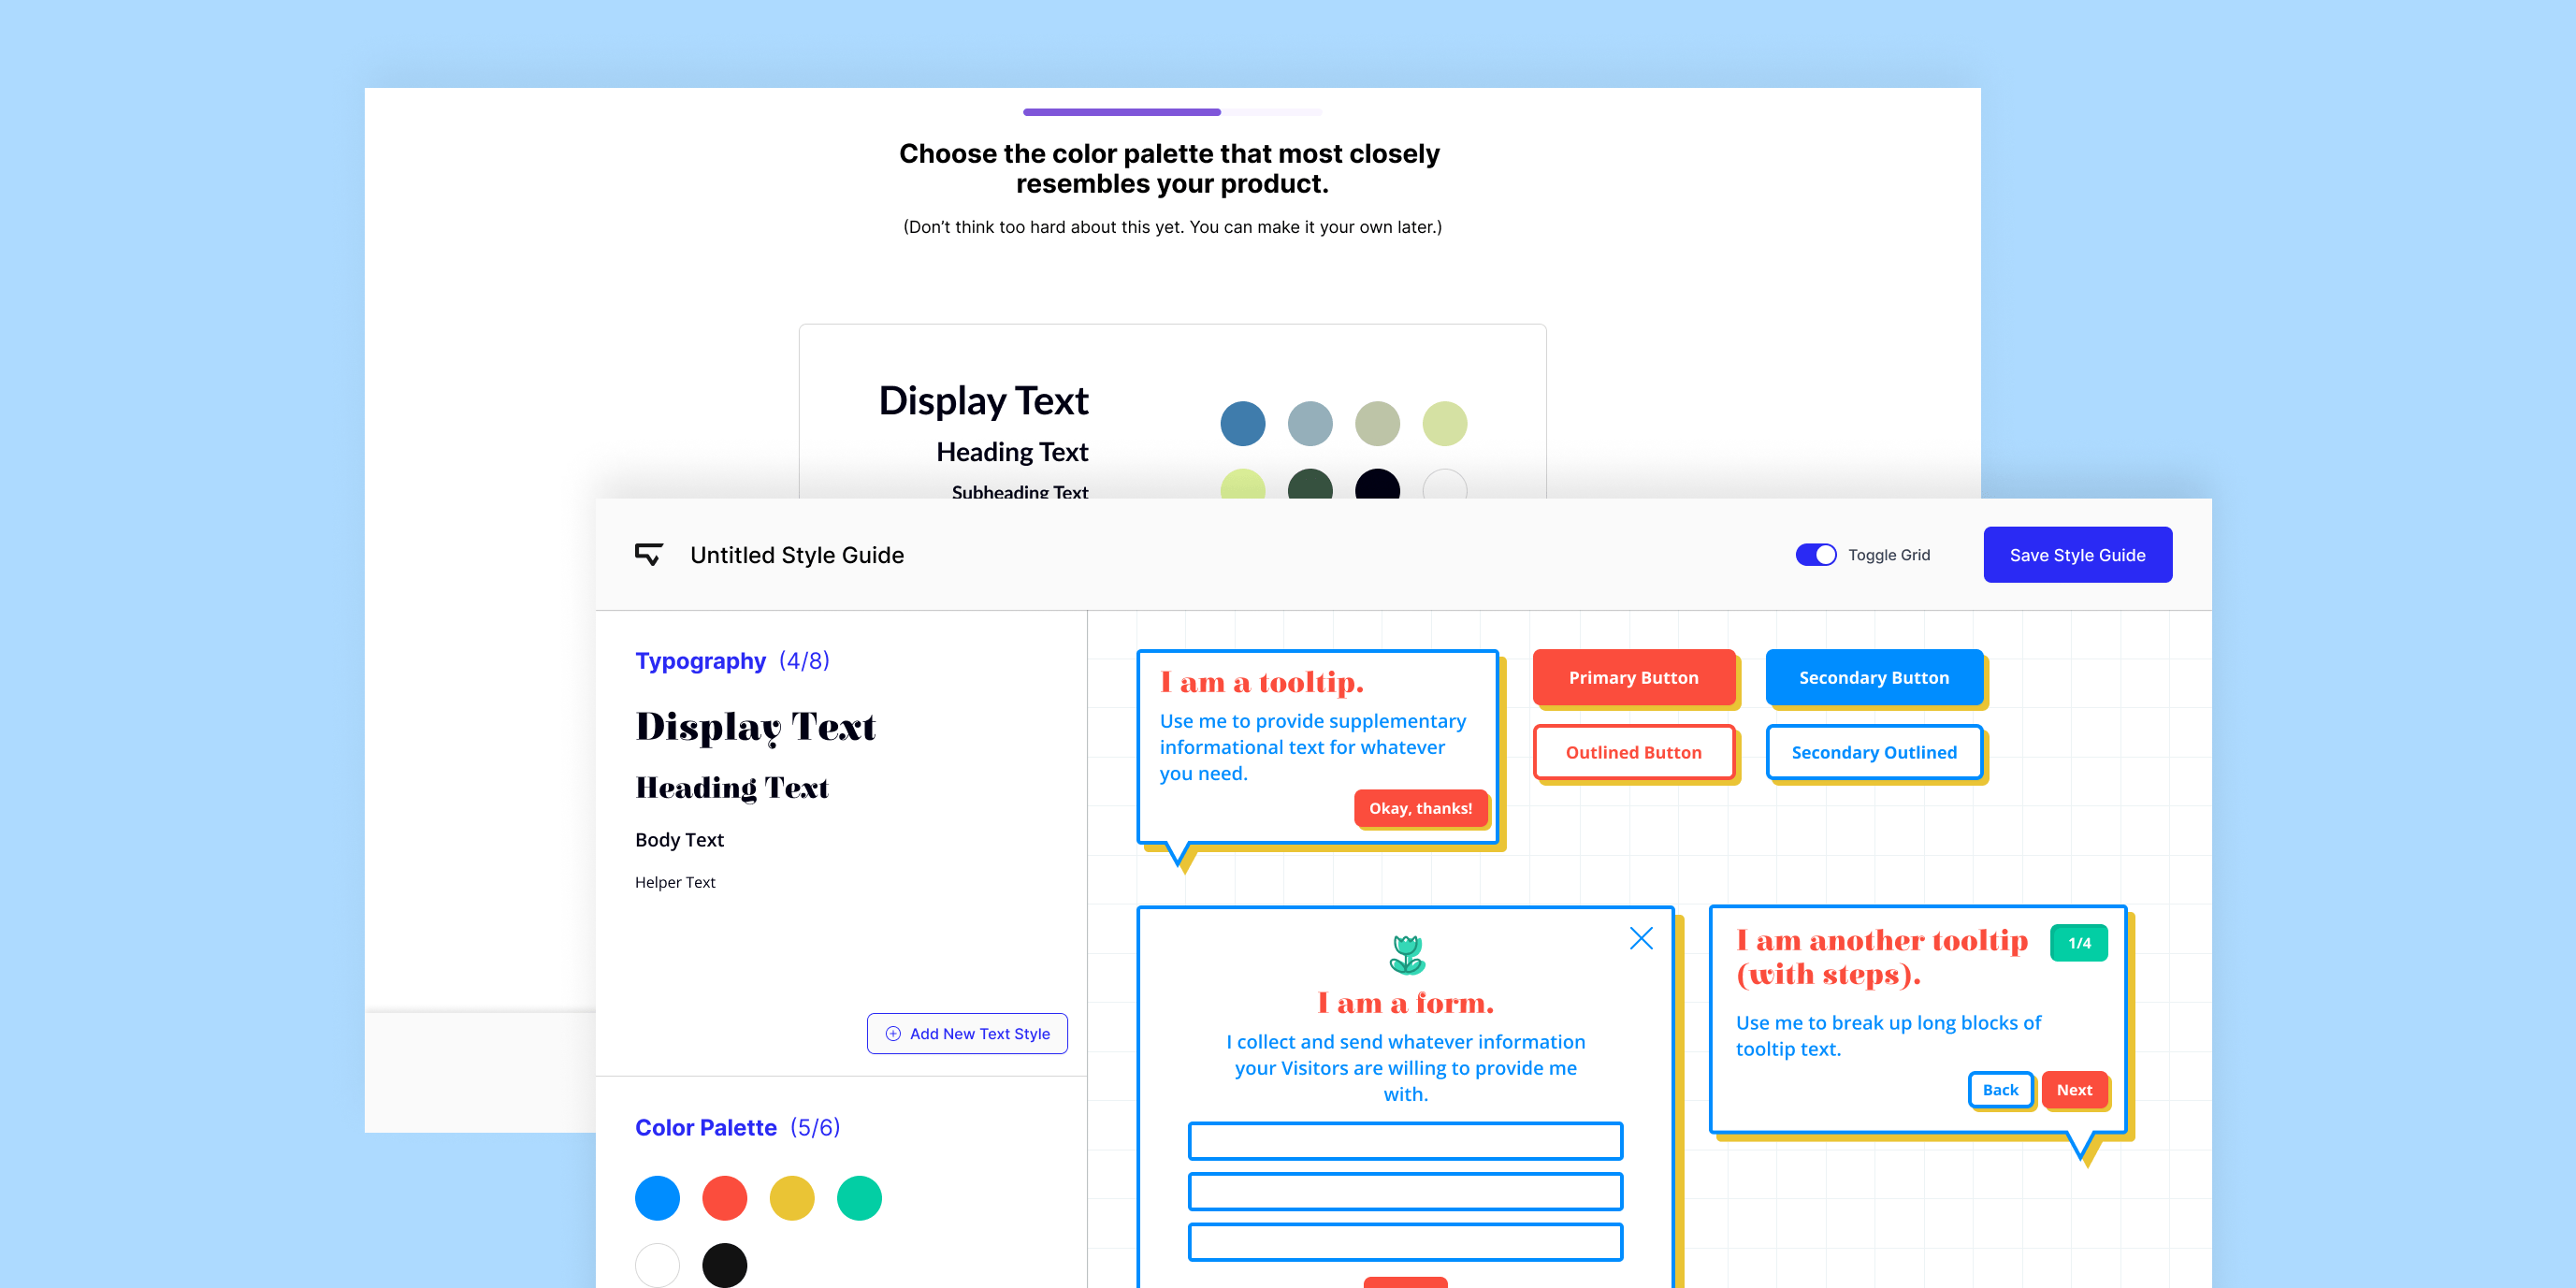 Choose the color palette that most closely
resembles your product.
(Don’t think too hard about this yet. You can make it your own later.)
Display Text
Heading Text
Subheading Text
Untitled Style Guide
Toggle Grid
Save Style Guide
Typography (4/8)
Display Text
Heading Text
Body Text
Helper Text
Add New Text Style
Color Palette (5/6)
I am a tooltip.
Use me to provide supplementary
informational text for whatever
you need.
Okay, thanks!
Primary Button
Secondary Button
Outlined Button
Secondary Outlined
I am a form.
I collect and send whatever information
your Visitors are willing to provide me
with.
I am another tooltip
(with steps).
1/4
Use me to break up long blocks of
tooltip text.
Back
Next